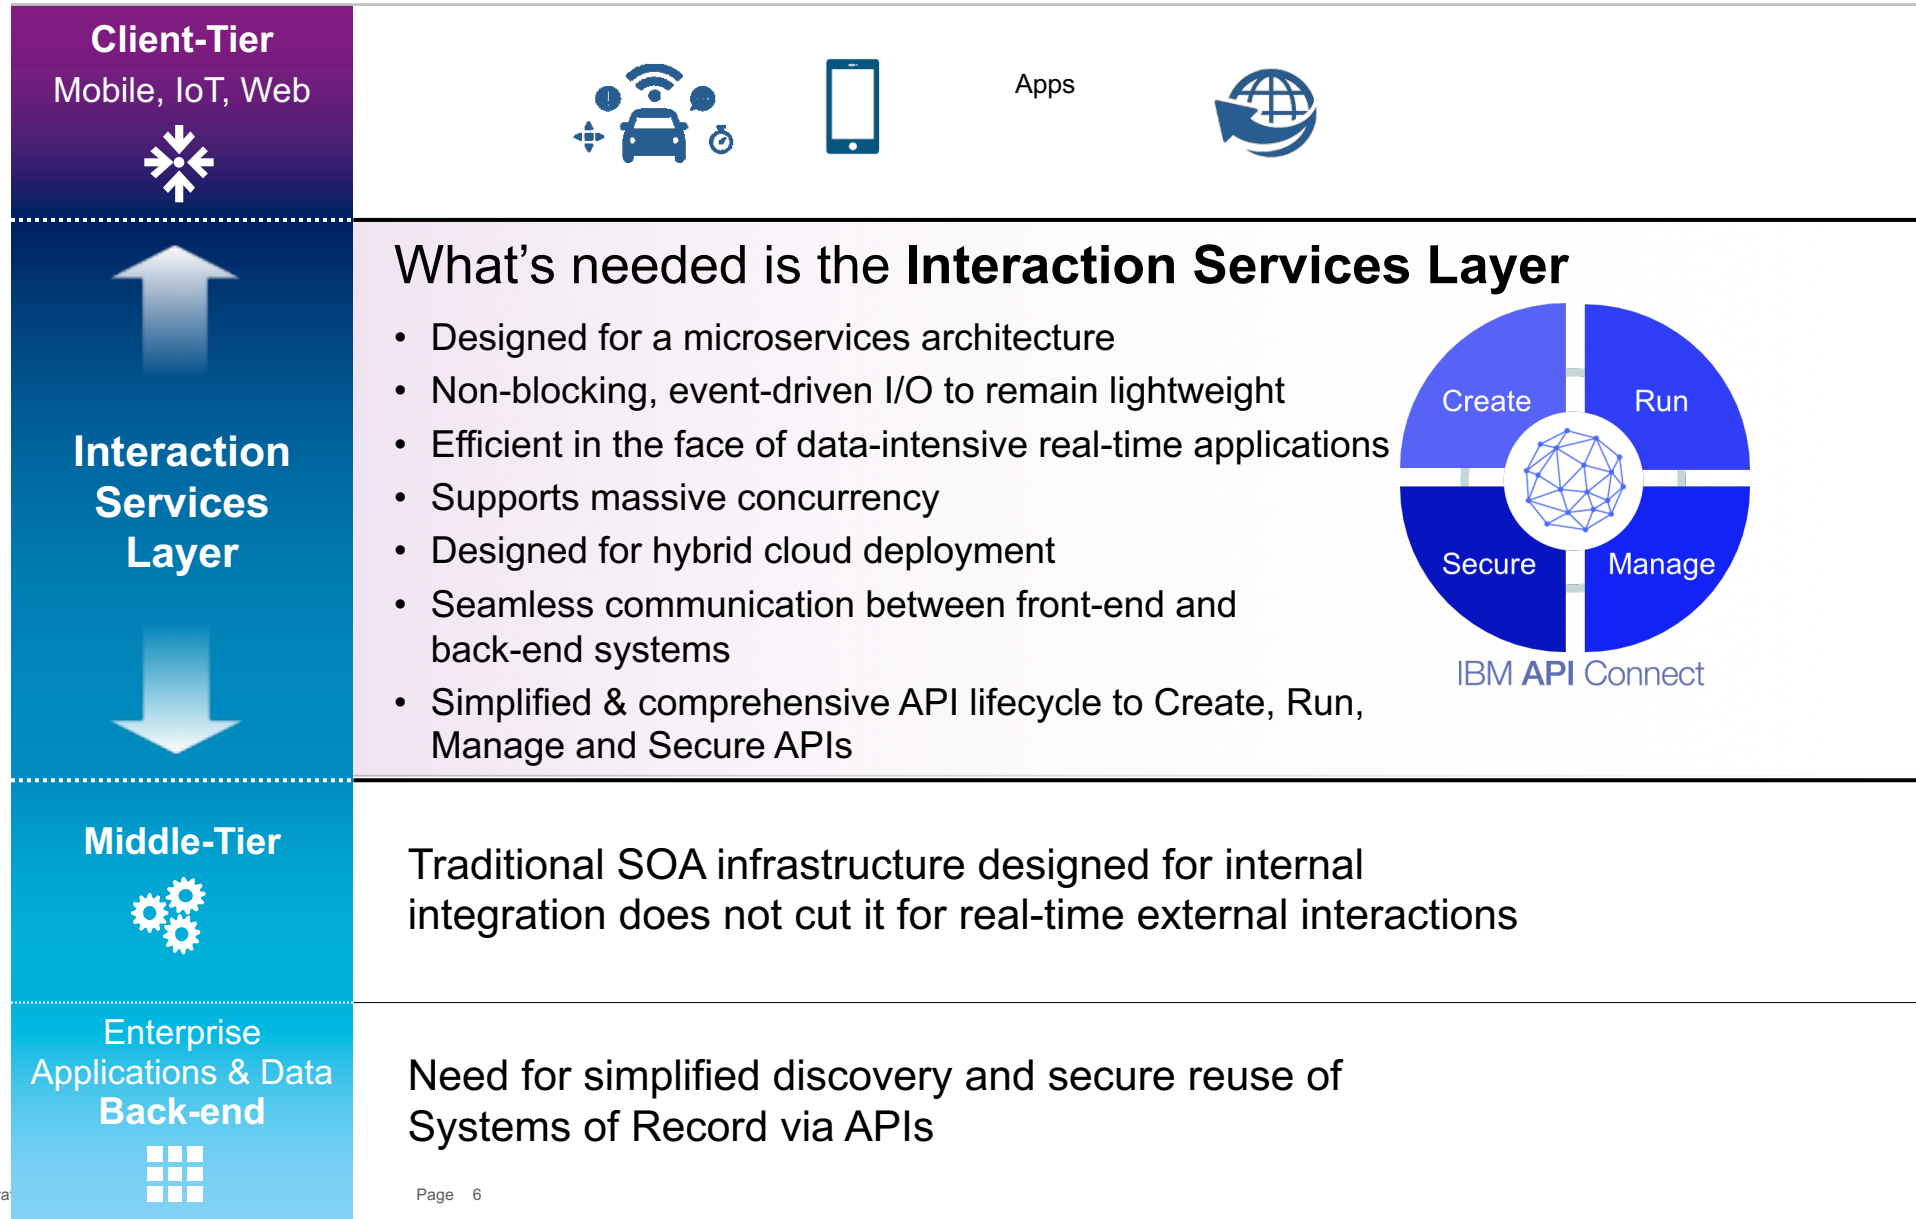 Client-Tier
Mobile, IoT, Web
Apps
What's needed is the Interaction Services Layer
• Designed for a microservices architecture
• Non-blocking, event-driven I/O to remain lightweight
• Efficient in the face of data-intensive real-time applications
• Supports massive concurrency
• Designed for hybrid cloud deployment
• Seamless communication between front-end and
back-end systems
• Simplified & comprehensive API lifecycle to Create, Run,
Manage and Secure APIs
Create
Run
Secure
Manage
IBM API Connect
Interaction
Services
Layer
Middle-Tier
Traditional SOA infrastructure designed for internal
integration does not cut it for real-time external interactions
Enterprise
Applications & Data
Back-end
Need for simplified discovery and secure reuse of
Systems of Record via APIs
Page 6